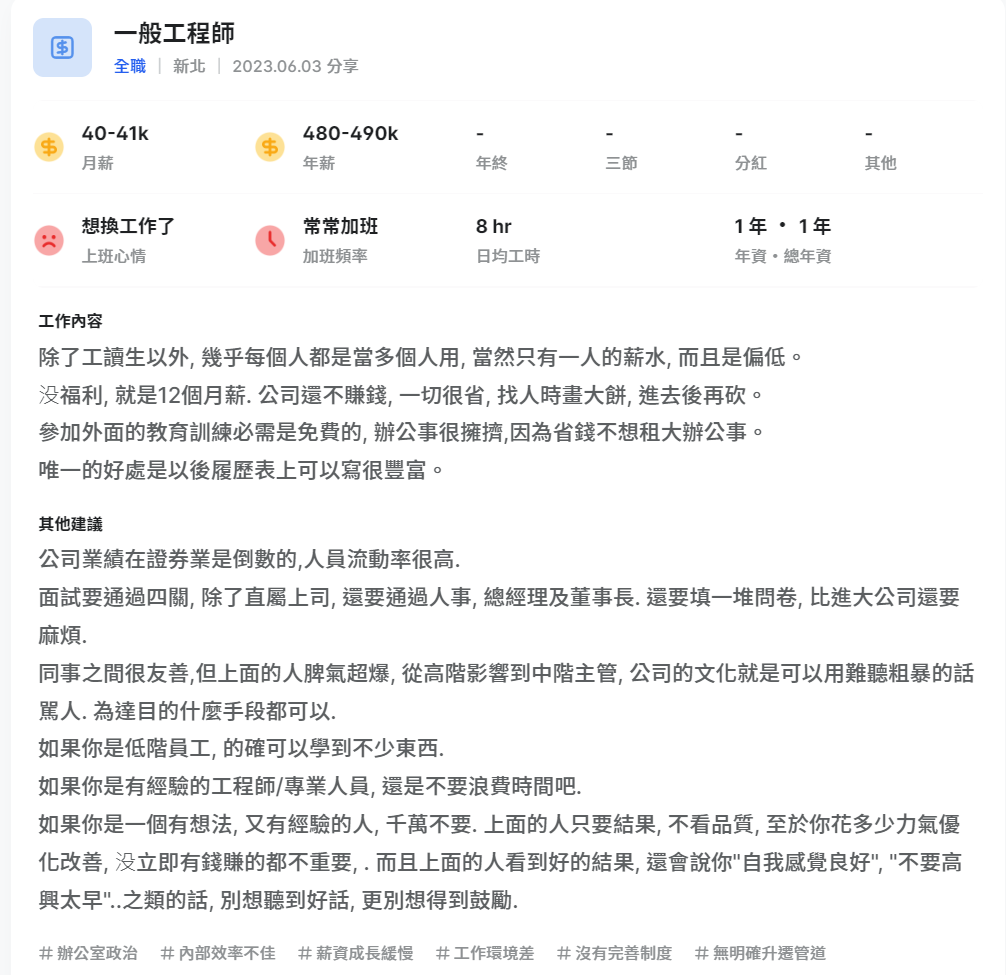 一般工程師
全職 | 新北 | 2023.06.03 分享
40-41k 480-490k - - - -
月薪 年薪 年終 三節 分紅 其他
想換工作了 常常加班 8 hr 1 年 · 1 年
上班心情 加班頻率 日均工時 年資・總年資
工作內容
除了工讀生以外, 幾乎每個人都是當多個人用, 當然只有一人的薪水, 而且是偏低。
没福利, 就是12個月薪. 公司還不賺錢, 一切很省, 找人時畫大餅, 進去後再砍。
參加外面的教育訓練必需是免費的, 辦公事很擁擠,因為省錢不想租大辦公事。
唯一的好處是以後履歷表上可以寫很豐富。
其他建議
公司業績在證券業是倒數的,人員流動率很高.
面試要通過四關, 除了直屬上司, 還要通過人事, 總經理及董事長. 還要填一堆問卷, 比進大公司還要
麻煩.
同事之間很友善,但上面的人脾氣超爆, 從高階影響到中階主管, 公司的文化就是可以用難聽粗暴的話
罵人. 為達目的什麼手段都可以.
如果你是低階員工, 的確可以學到不少東西.
如果你是有經驗的工程師/專業人員, 還是不要浪費時間吧.
如果你是一個有想法, 又有經驗的人, 千萬不要. 上面的人只要結果, 不看品質, 至於你花多少力氣優
化改善, 没立即有錢賺的都不重要, . 而且上面的人看到好的結果, 還會說你"自我感覺良好", "不要高
興太早"..之類的話, 別想聽到好話, 更別想得到鼓勵.
# 辦公室政治 # 內部效率不佳 # 薪資成長緩慢 # 工作環境差 # 沒有完善制度 # 無明確升遷管道